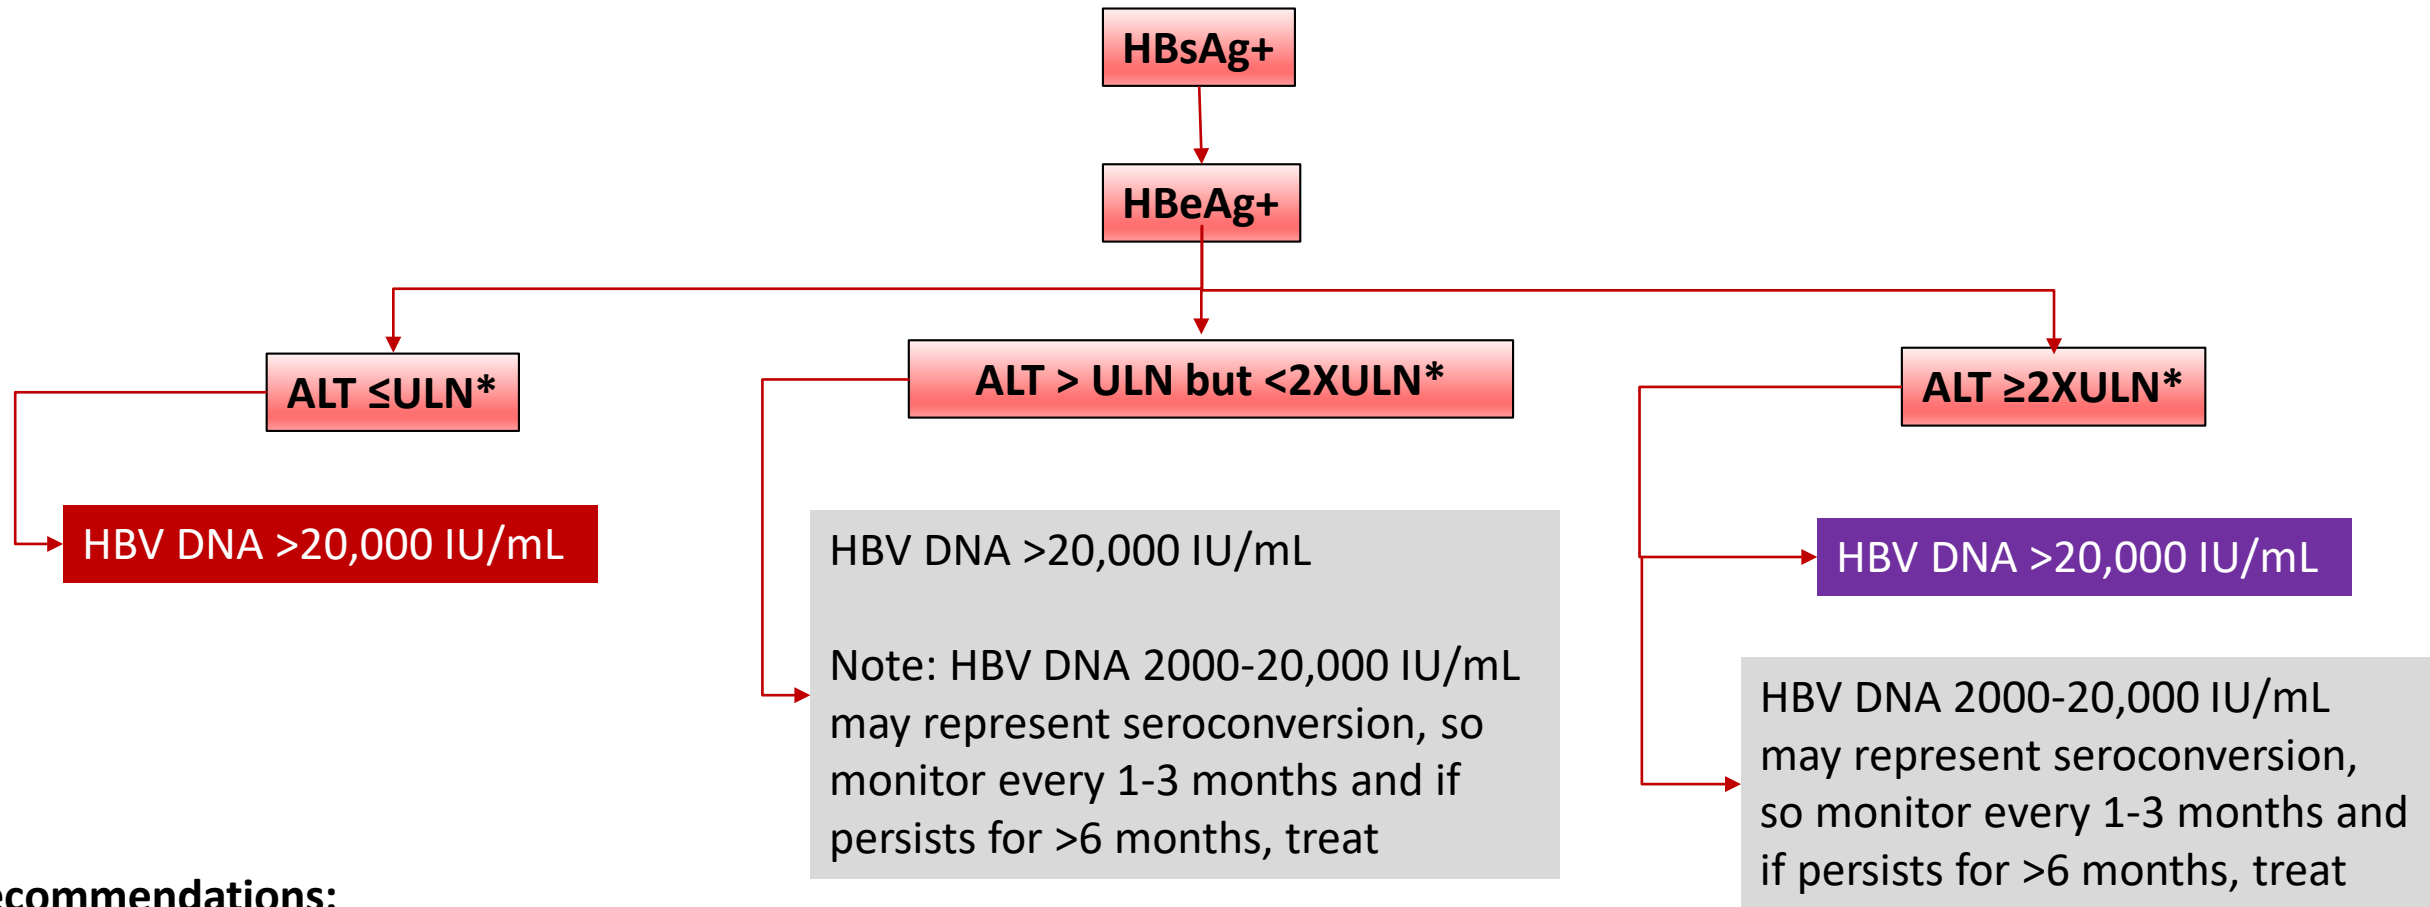 HBsAg+
HBeAg+
ALT ≤ULN*
ALT > ULN but <2XULN*
ALT ≥2XULN*
HBV DNA >20,000 IU/mL
HBV DNA >20,000 IU/mL
Note: HBV DNA 2000-20,000 IU/mL
may represent seroconversion, so
monitor every 1-3 months and if
persists for >6 months, treat
HBV DNA >20,000 IU/mL
HBV DNA 2000-20,000 IU/mL
may represent seroconversion,
so monitor every 1-3 months and
if persists for >6 months, treat
ecommendations: